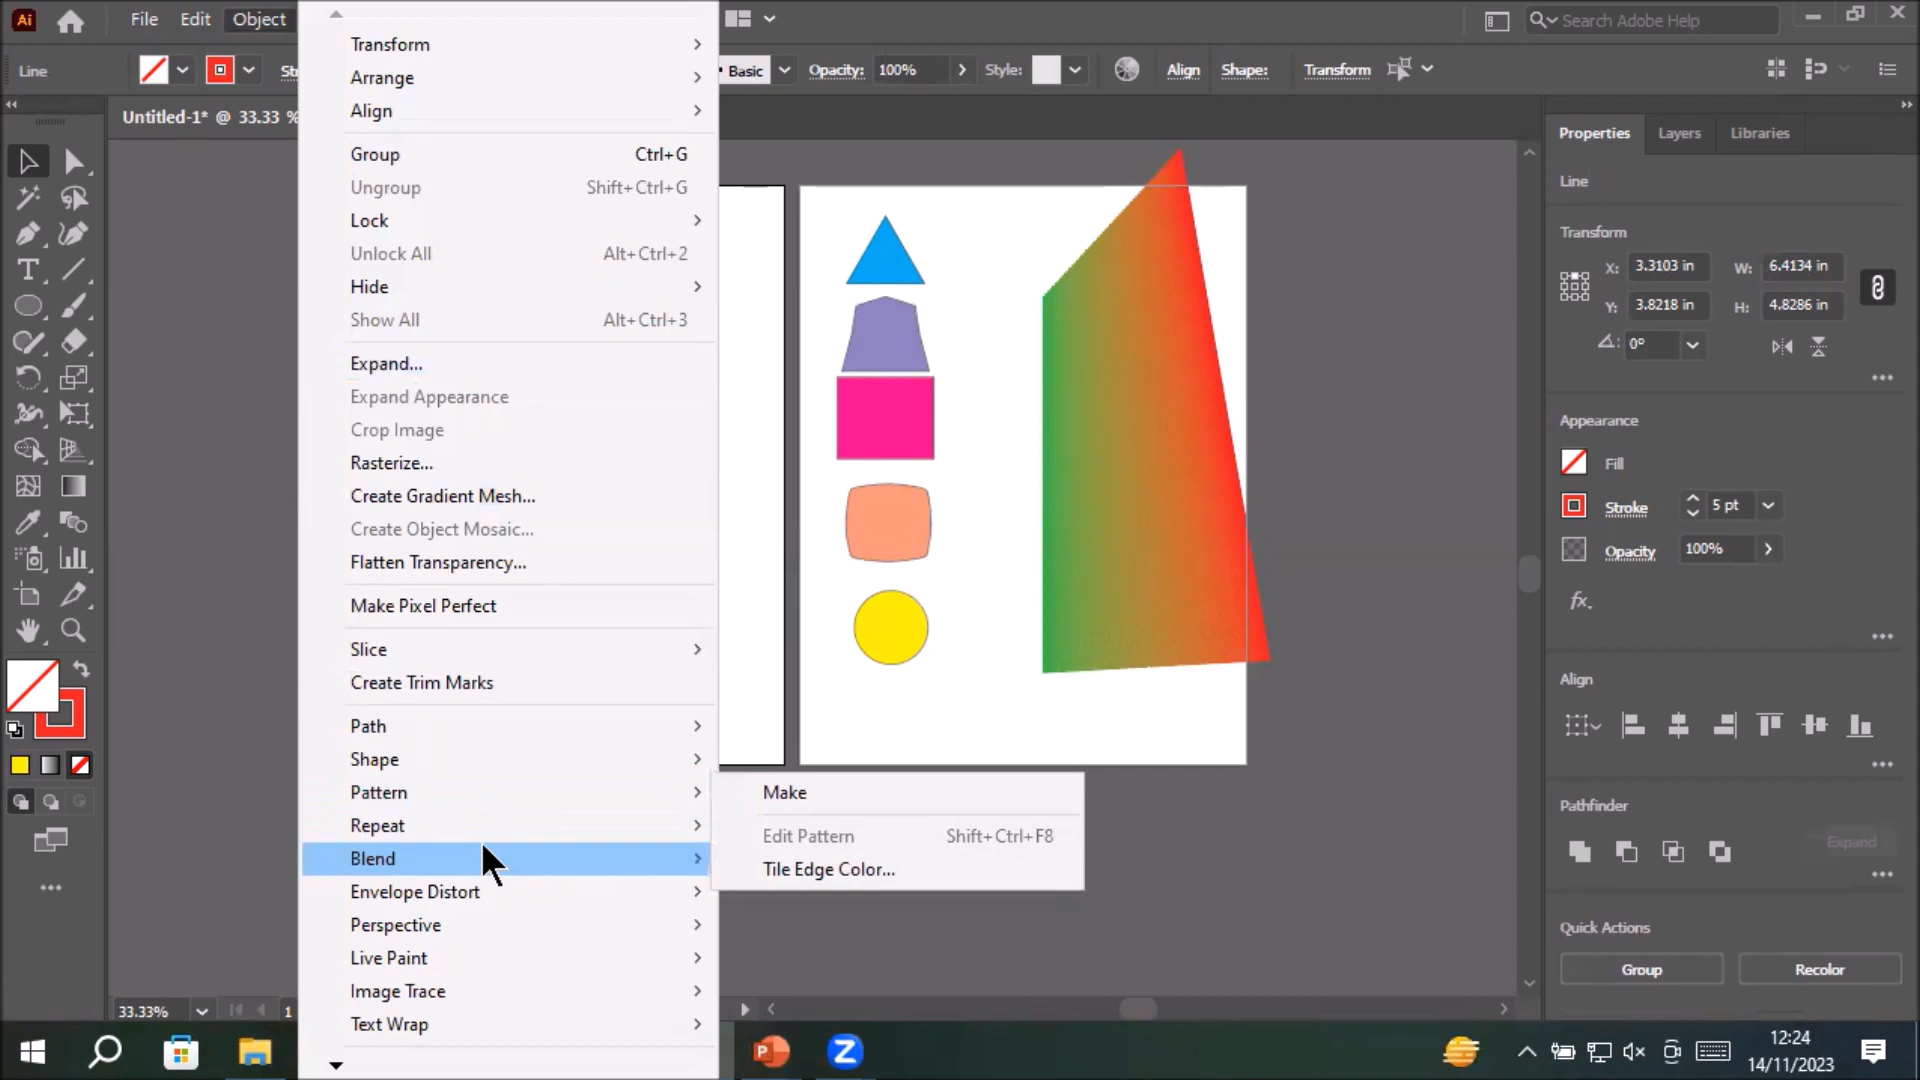 Ai File Edit Object Search Adobe Help
Line St Basic Opacity: 100% Style: Align Shape: Transform
Untitled-1* @ 33.33 %
Transform
Arrange
Align
Group Ctrl+G
Ungroup Shift+Ctrl+G
Lock
Unlock All Alt+Ctrl+2
Hide
Show All Alt+Ctrl+3
Expand...
Expand Appearance
Crop Image
Rasterize...
Create Gradient Mesh...
Create Object Mosaic...
Flatten Transparency...
Make Pixel Perfect
Slice
Create Trim Marks
Path
Shape
Pattern
Repeat
Blend
Envelope Distort
Perspective
Live Paint
Image Trace
Text Wrap
Make
Edit Pattern Shift+Ctrl+F8
Tile Edge Color...
Properties Layers Libraries
Line
Transform
X: 3.3103 in W: 6.4134 in
Y: 3.8218 in H: 4.8286 in
0°
Appearance
Fill
Stroke 5 pt
Opacity 100%
fx.
Align
Pathfinder
Expand
Quick Actions
Group Recolor
33.33% 1
12:24
14/11/2023